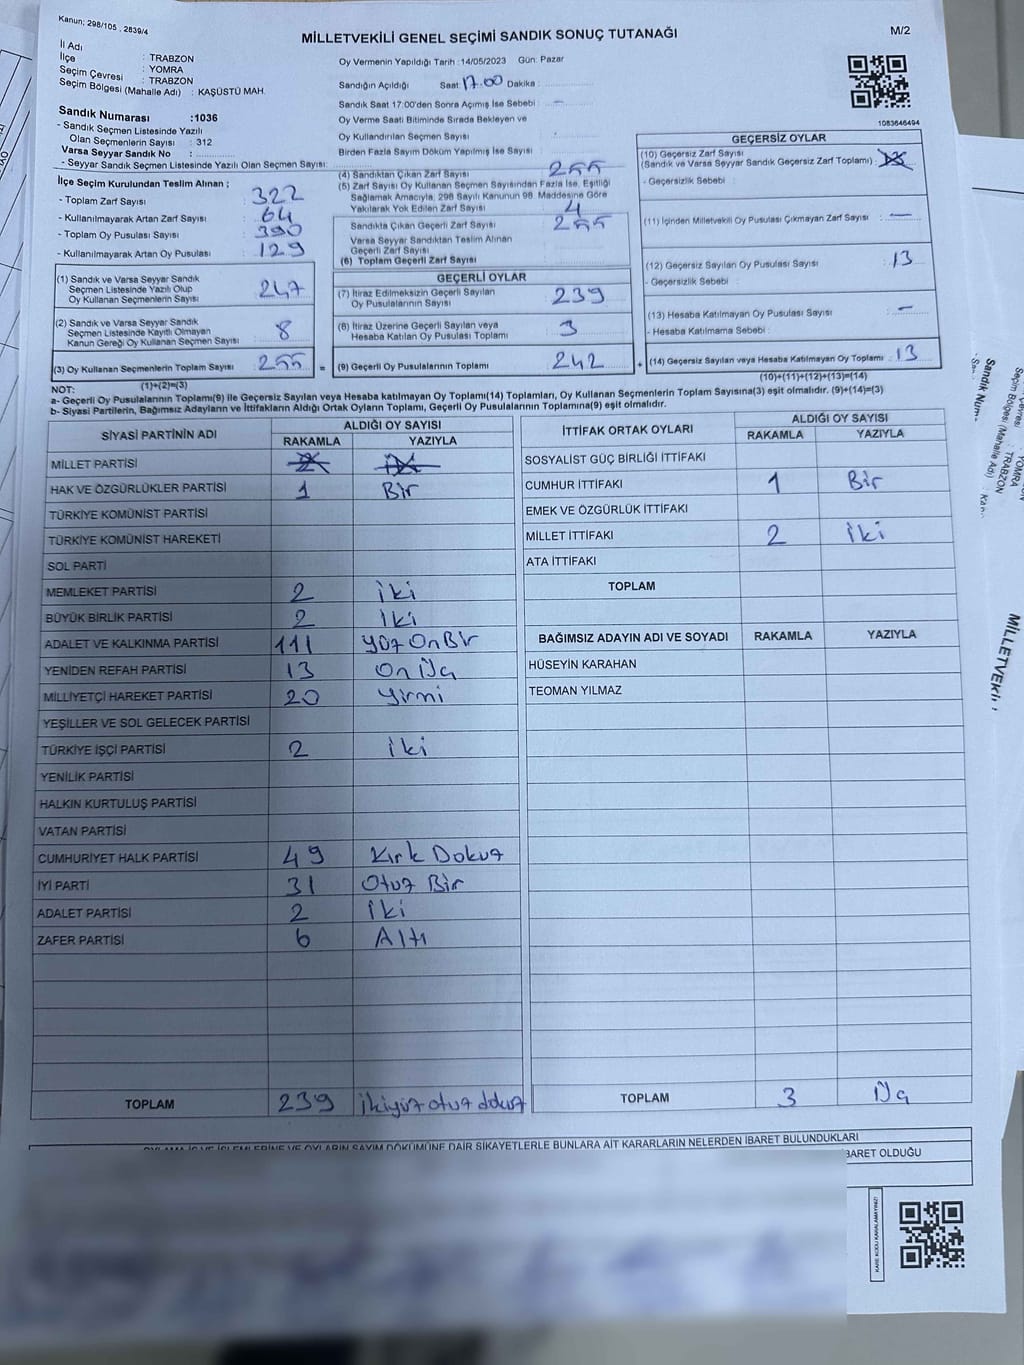 Kanun; 298/105 , 2839/4
MİLLETVEKİLİ GENEL SEÇİMİ SANDIK SONUÇ TUTANAĞI
M/2
İl Adı : TRABZON
İlçe : YOMRA
Seçim Çevresi : TRABZON
Seçim Bölgesi (Mahalle Adı) : KAŞÜSTÜ MAH.
Sandık Numarası :1036
- Sandık Seçmen Listesinde Yazılı
Olan Seçmenlerin Sayısı : 312
Varsa Seyyar Sandık No :
- Seyyar Sandık Seçmen Listesinde Yazılı Olan Seçmen Sayısı:
Oy Vermenin Yapıldığı Tarih : 14/05/2023 Gün: Pazar
Sandığın Açıldığı Saat: 17.00 Dakika :
Sandık Saat 17:00'den Sonra Açımış İse Sebebi : -
Oy Verme Saati Bitiminde Sırada Bekleyen ve
Oy Kullandırılan Seçmen Sayısı :
Birden Fazla Sayım Döküm Yapılmış İse Sayısı :
1083646494
İlçe Seçim Kurulundan Teslim Alınan ;
- Toplam Zarf Sayısı : 322
- Kullanılmayarak Artan Zarf Sayısı : 64
- Toplam Oy Pusulası Sayısı : 390
- Kullanılmayarak Artan Oy Pusulası : 129
(1) Sandık ve Varsa Seyyar Sandık
Seçmen Listesinde Yazılı Olup
Oy Kullanan Seçmenlerin Sayısı : 247
(2) Sandık ve Varsa Seyyar Sandık
Seçmen Listesinde Kayıtlı Olmayan
Kanun Gereği Oy Kullanan Seçmen Sayısı : 8
(3) Oy Kullanan Seçmenlerin Toplam Sayısı : 255 =
(4) Sandıktan Çıkan Zarf Sayısı : 255
(5) Zarf Sayısı Oy Kullanan Seçmen Sayısından Fazla İse, Eşitliği
Sağlamak Amacıyla, 298 Sayılı Kanunun 98. Maddesine Göre
Yakılarak Yok Edilen Zarf Sayısı : 4
Sandıkta Çıkan Geçerli Zarf Sayısı : 255
Varsa Seyyar Sandıktan Teslim Alınan
Geçerli Zarf Sayısı
(6) Toplam Geçerli Zarf Sayısı :
GEÇERLİ OYLAR
(7) İtiraz Edilmeksizin Geçerli Sayılan
Oy Pusulalarının Sayısı : 239
(8) İtiraz Üzerine Geçerli Sayılan veya
Hesaba Katılan Oy Pusulası Toplamı : 3
(9) Geçerli Oy Pusulalarının Toplamı : 242 +
GEÇERSİZ OYLAR
(10) Geçersiz Zarf Sayısı
(Sandık ve Varsa Seyyar Sandık Geçersiz Zarf Toplamı) :
- Geçersizlik Sebebi :
(11) İçinden Milletvekili Oy Pusulası Çıkmayan Zarf Sayısı : -
(12) Geçersiz Sayılan Oy Pusulası Sayısı : 13
- Geçersizlik Sebebi :
(13) Hesaba Katılmayan Oy Pusulası Sayısı : -
- Hesaba Katılmama Sebebi :
(14) Geçersiz Sayılan veya Hesaba Katılmayan Oy Toplamı : 13
NOT: (1)+(2)=(3) (10)+(11)+(12)+(13)=(14)
a- Geçerli Oy Pusulalarının Toplamı(9) ile Geçersiz Sayılan veya Hesaba katılmayan Oy Toplamı(14) Toplamları, Oy Kullanan Seçmenlerin Toplam Sayısına(3) eşit olmalıdır. (9)+(14)=(3)
b- Siyasi Partilerin, Bağımsız Adayların ve İttifakların Aldığı Ortak Oyların Toplamı, Geçerli Oy Pusulalarının Toplamına(9) eşit olmalıdır.
SİYASİ PARTİNİN ADI ALDIĞI OY SAYISI
RAKAMLA YAZIYLA
MİLLET PARTİSİ
HAK VE ÖZGÜRLÜKLER PARTİSİ 1 Bir
TÜRKİYE KOMÜNİST PARTİSİ
TÜRKİYE KOMÜNİST HAREKETİ
SOL PARTİ
MEMLEKET PARTİSİ 2 iki
BÜYÜK BİRLİK PARTİSİ 2 iki
ADALET VE KALKINMA PARTİSİ 111 Yüz On Bir
YENİDEN REFAH PARTİSİ 13 On Üç
MİLLİYETÇİ HAREKET PARTİSİ 20 Yirmi
YEŞİLLER VE SOL GELECEK PARTİSİ
TÜRKİYE İŞÇİ PARTİSİ 2 iki
YENİLİK PARTİSİ
HALKIN KURTULUŞ PARTİSİ
VATAN PARTİSİ
CUMHURİYET HALK PARTİSİ 49 Kırk Dokuz
İYİ PARTİ 31 Otuz Bir
ADALET PARTİSİ 2 iki
ZAFER PARTİSİ 6 Altı
TOPLAM 239 ikiyüz otuz dokuz
İTTİFAK ORTAK OYLARI ALDIĞI OY SAYISI
RAKAMLA YAZIYLA
SOSYALİST GÜÇ BİRLİĞİ İTTİFAKI
CUMHUR İTTİFAKI 1 Bir
EMEK VE ÖZGÜRLÜK İTTİFAKI
MİLLET İTTİFAKI 2 iki
ATA İTTİFAKI
TOPLAM
BAĞIMSIZ ADAYIN ADI VE SOYADI RAKAMLA YAZIYLA
HÜSEYİN KARAHAN
TEOMAN YILMAZ
TOPLAM 3 Üç
OYLAMA İŞ VE İŞLEMLERİNE VE OYLARIN SAYIM DÖKÜMÜNE DAİR ŞİKAYETLERLE BUNLARA AİT KARARLARIN NELERDEN İBARET BULUNDUKLARI
İBARET OLDUĞU
KARE KODU KARALAMAYINIZ!
Sandık Num
TRABZON
MİLLETVEKİL